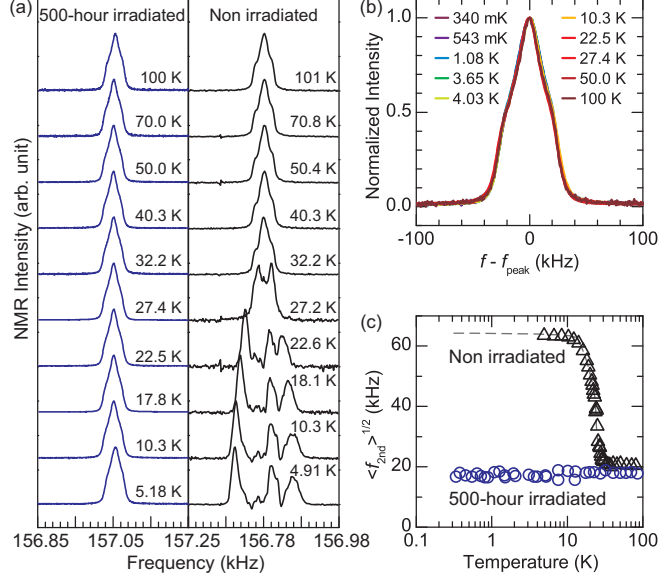 (a)
500-hour irradiated
Non irradiated
100 K
70.0 K
50.0 K
40.3 K
32.2 K
27.4 K
22.5 K
17.8 K
10.3 K
5.18 K
101 K
70.8 K
50.4 K
40.3 K
32.2 K
27.2 K
22.6 K
18.1 K
10.3 K
4.91 K
NMR Intensity (arb. unit)
156.85
157.05
157.25
156.78
156.98
Frequency (kHz)
(b)
340 mK
543 mK
1.08 K
3.65 K
4.03 K
10.3 K
22.5 K
27.4 K
50.0 K
100 K
Normalized Intensity
1.0
0.5
0.0
-100
0
100
f - fpeak (kHz)
(c)
Non irradiated
500-hour irradiated
<f2nd>1/2 (kHz)
80
60
40
20
0
0.1
1
10
100
Temperature (K)